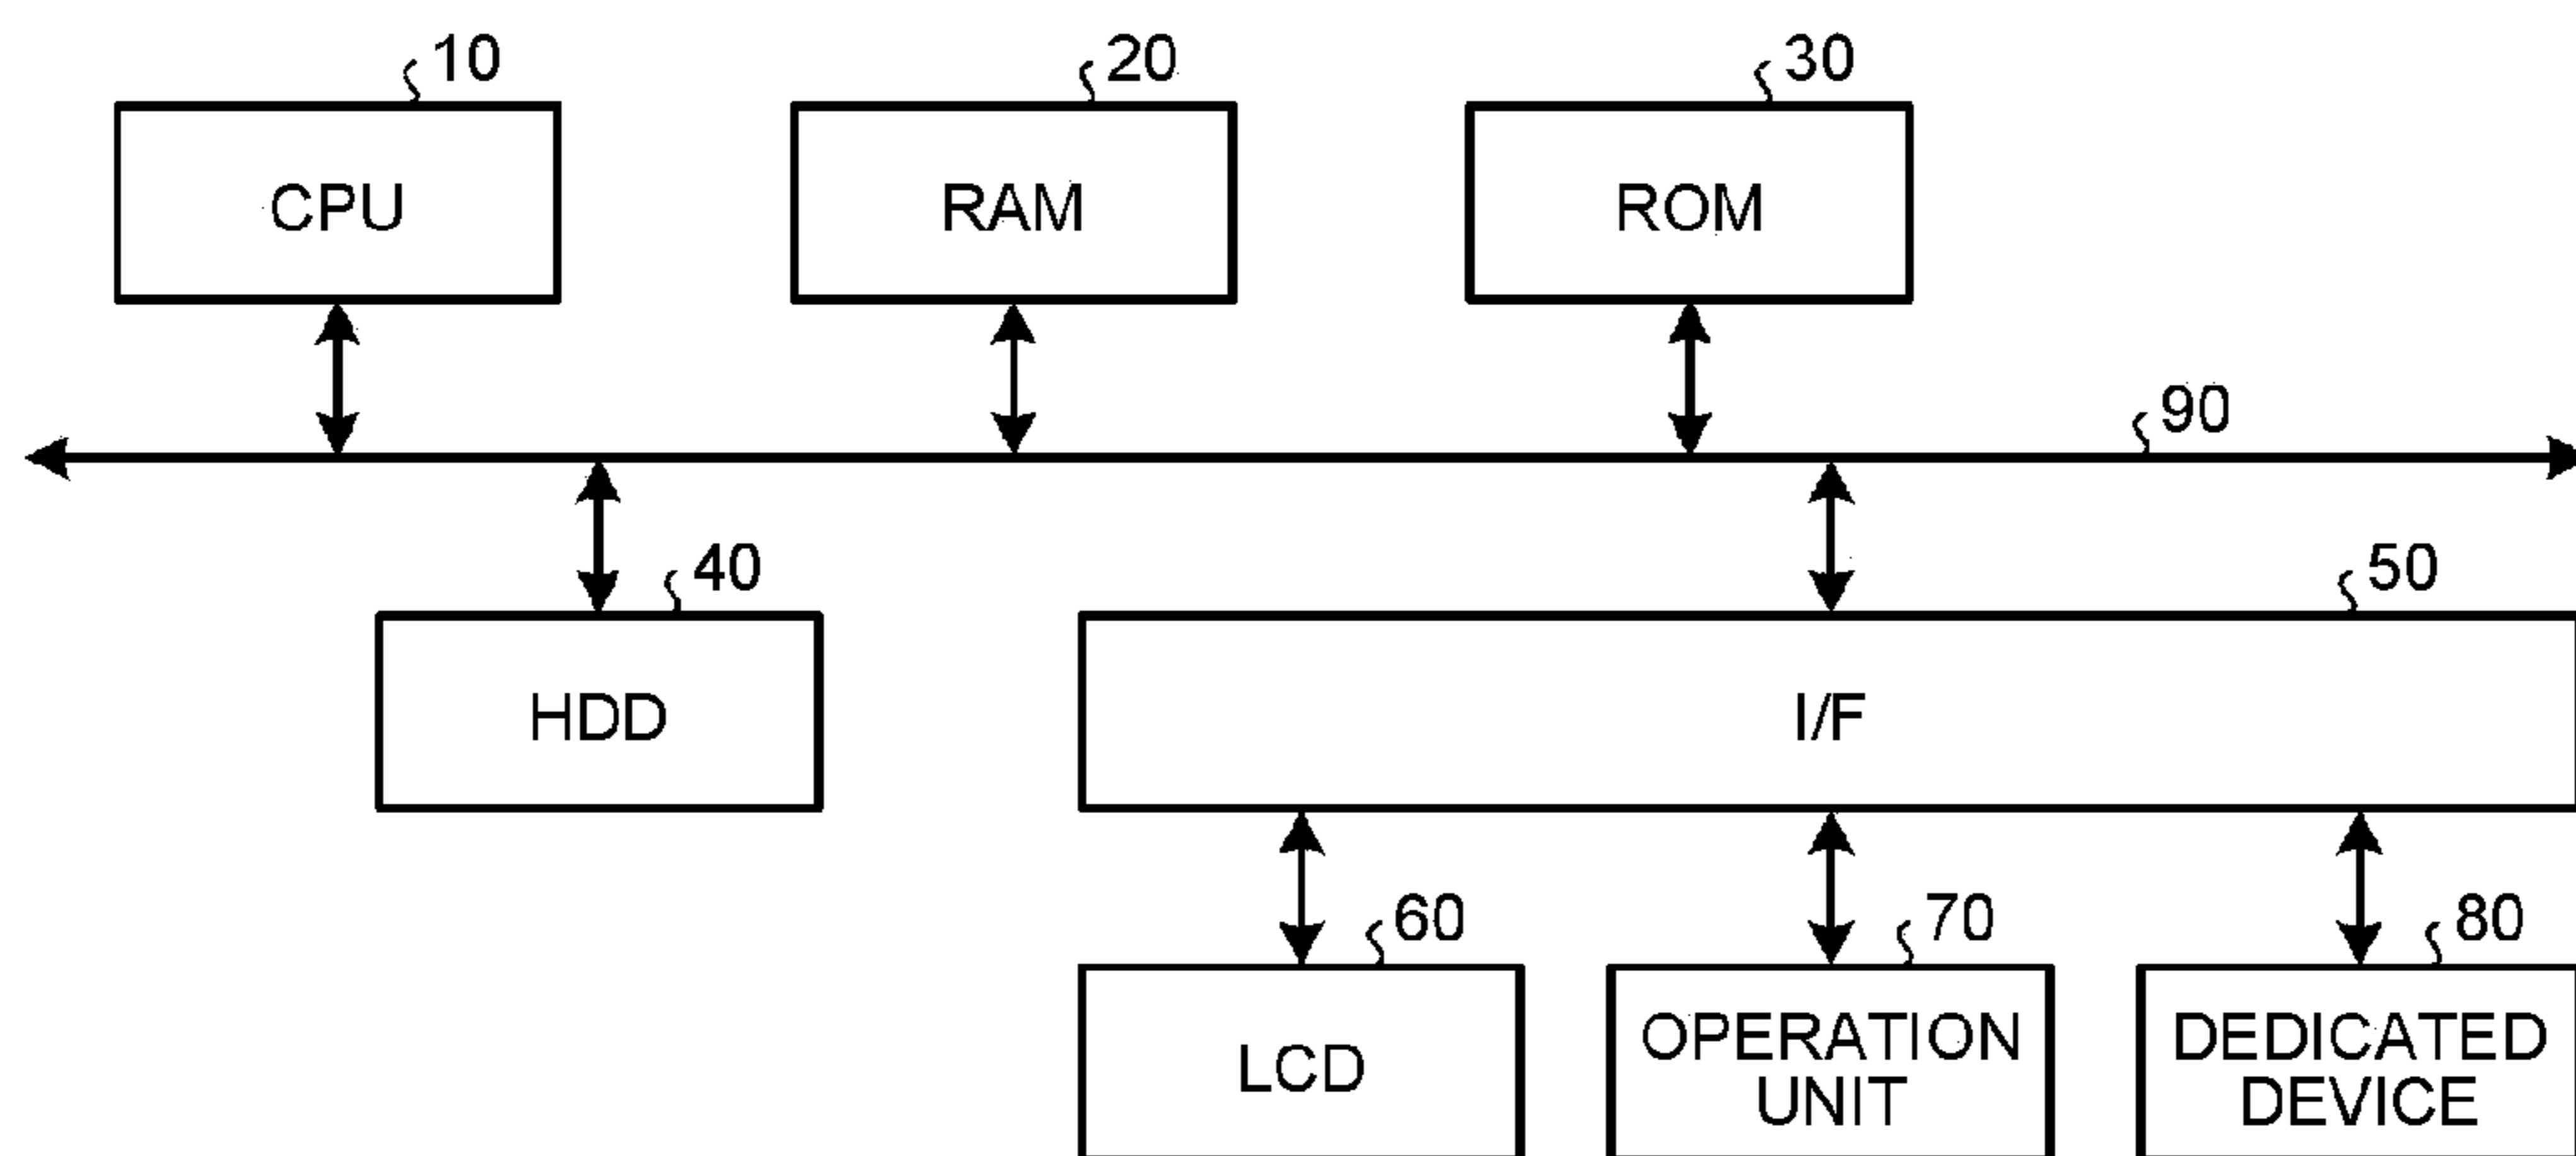 10
20
30
CPU
RAM
ROM
90
40
50
HDD
I/F
60
70
80
LCD
OPERATION
UNIT
DEDICATED
DEVICE